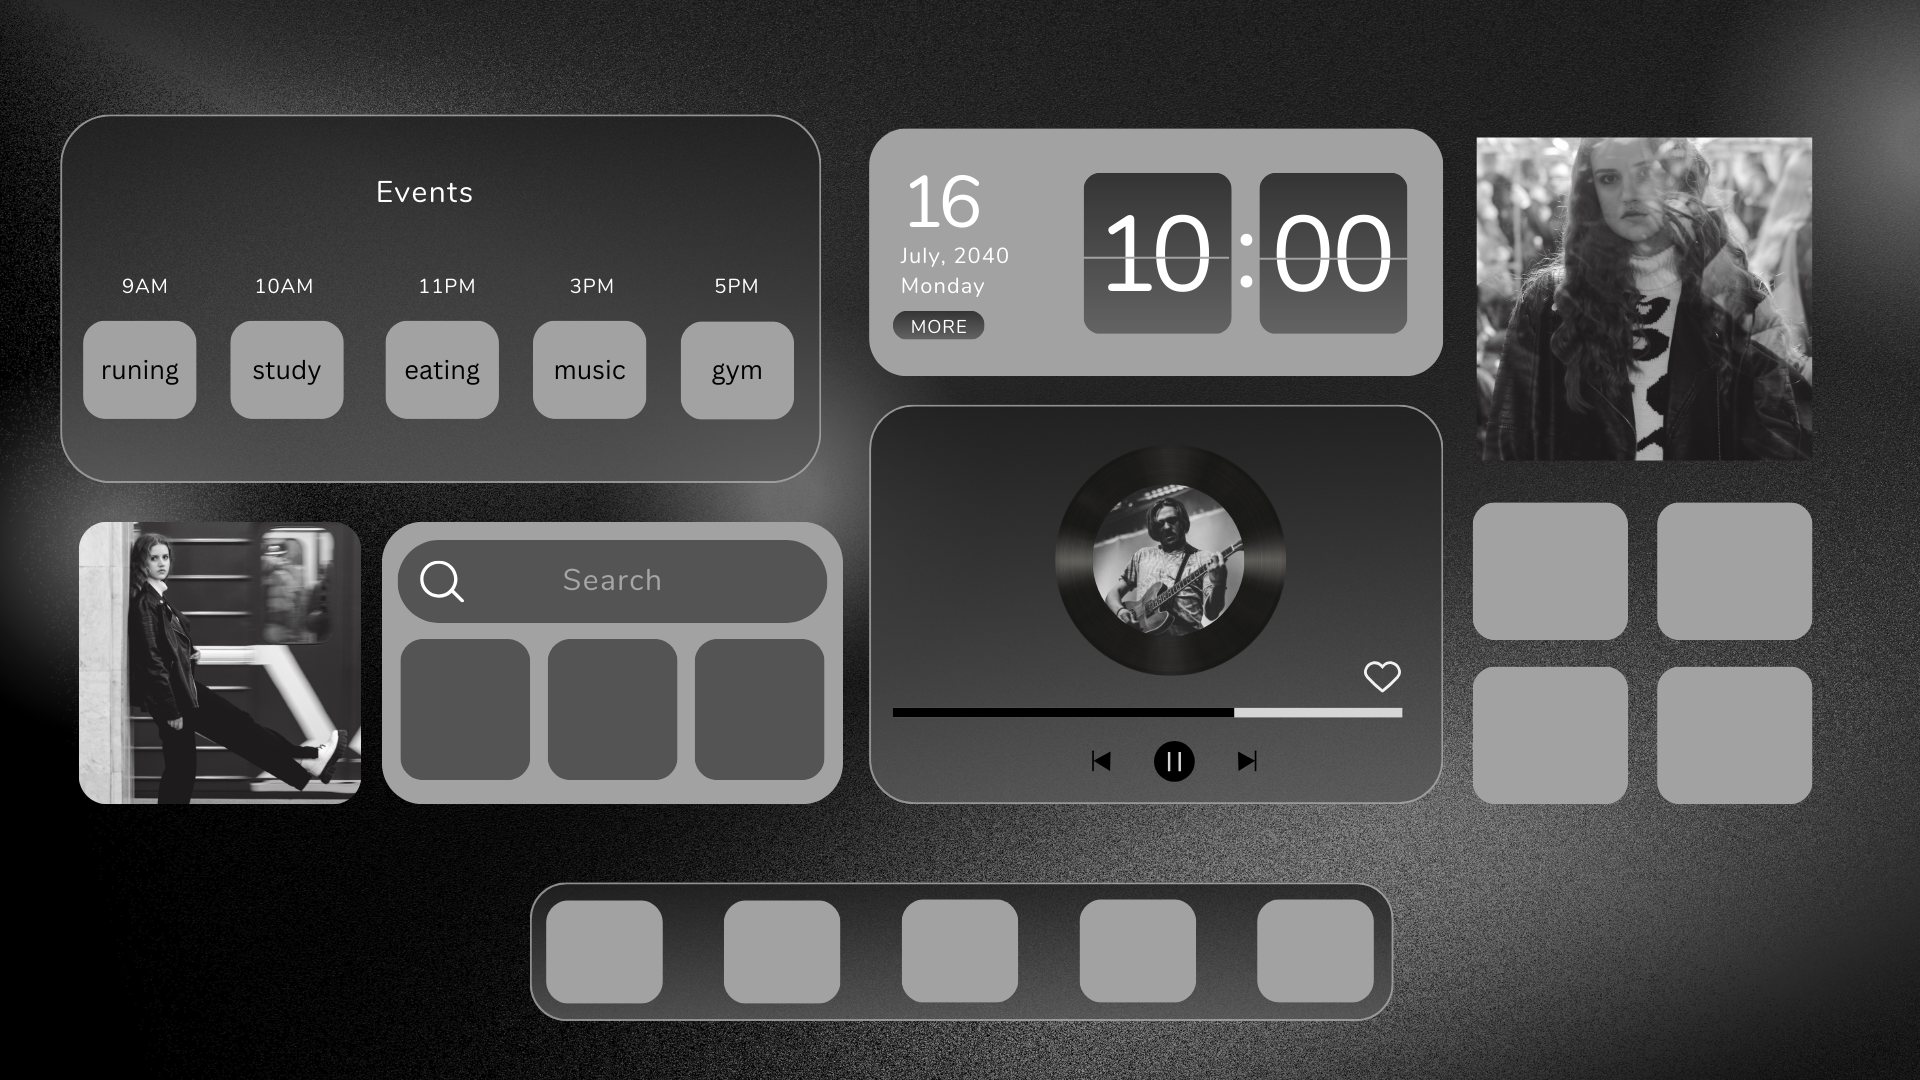 Events
9AM 10AM 11PM 3PM 5PM
runing study eating music gym
16
July, 2040
Monday
MORE
10:00
Search